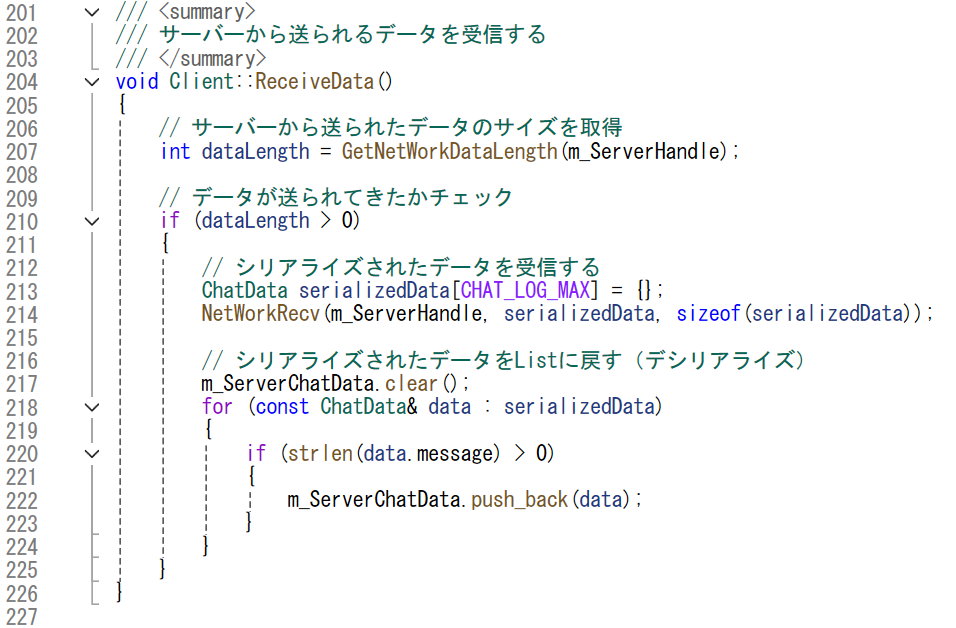 201 /// <summary>
202 /// サーバーから送られるデータを受信する
203 /// </summary>
204 void Client::ReceiveData()
205 {
206 // サーバーから送られたデータのサイズを取得
207 int dataLength = GetNetWorkDataLength(m_ServerHandle);
208
209 // データが送られてきたかチェック
210 if (dataLength > 0)
211 {
212 // シリアライズされたデータを受信する
213 ChatData serializedData[CHAT_LOG_MAX] = {};
214 NetWorkRecv(m_ServerHandle, serializedData, sizeof(serializedData));
215
216 // シリアライズされたデータをListに戻す（デシリアライズ）
217 m_ServerChatData.clear();
218 for (const ChatData& data : serializedData)
219 {
220 if (strlen(data.message) > 0)
221 {
222 m_ServerChatData.push_back(data);
223 }
224 }
225 }
226 }
227